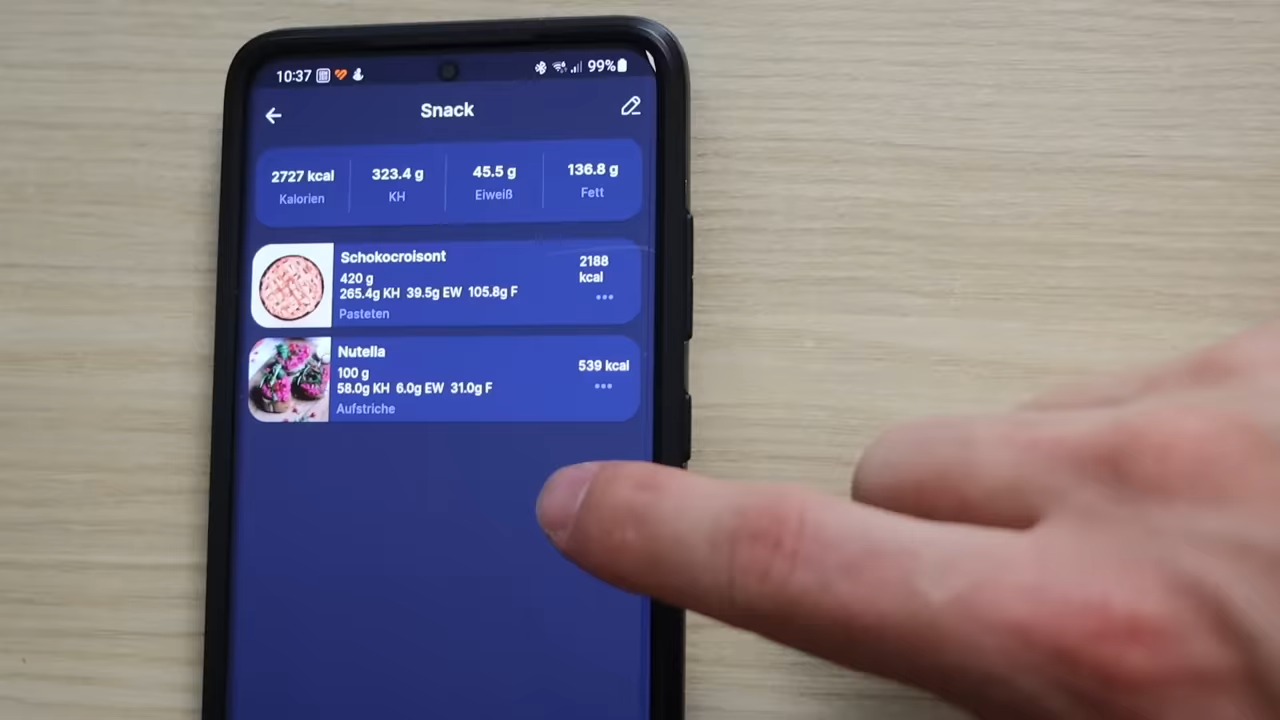 10:37 99%
Snack
2727 kcal 323.4 g 45.5 g 136.8 g
Kalorien KH Eiweiß Fett
Schokocroisont
420 g
265.4g KH 39.5g EW 105.8g F
Pasteten
2188
kcal
Nutella
100 g
58.0g KH 6.0g EW 31.0g F
Aufstriche
539 kcal